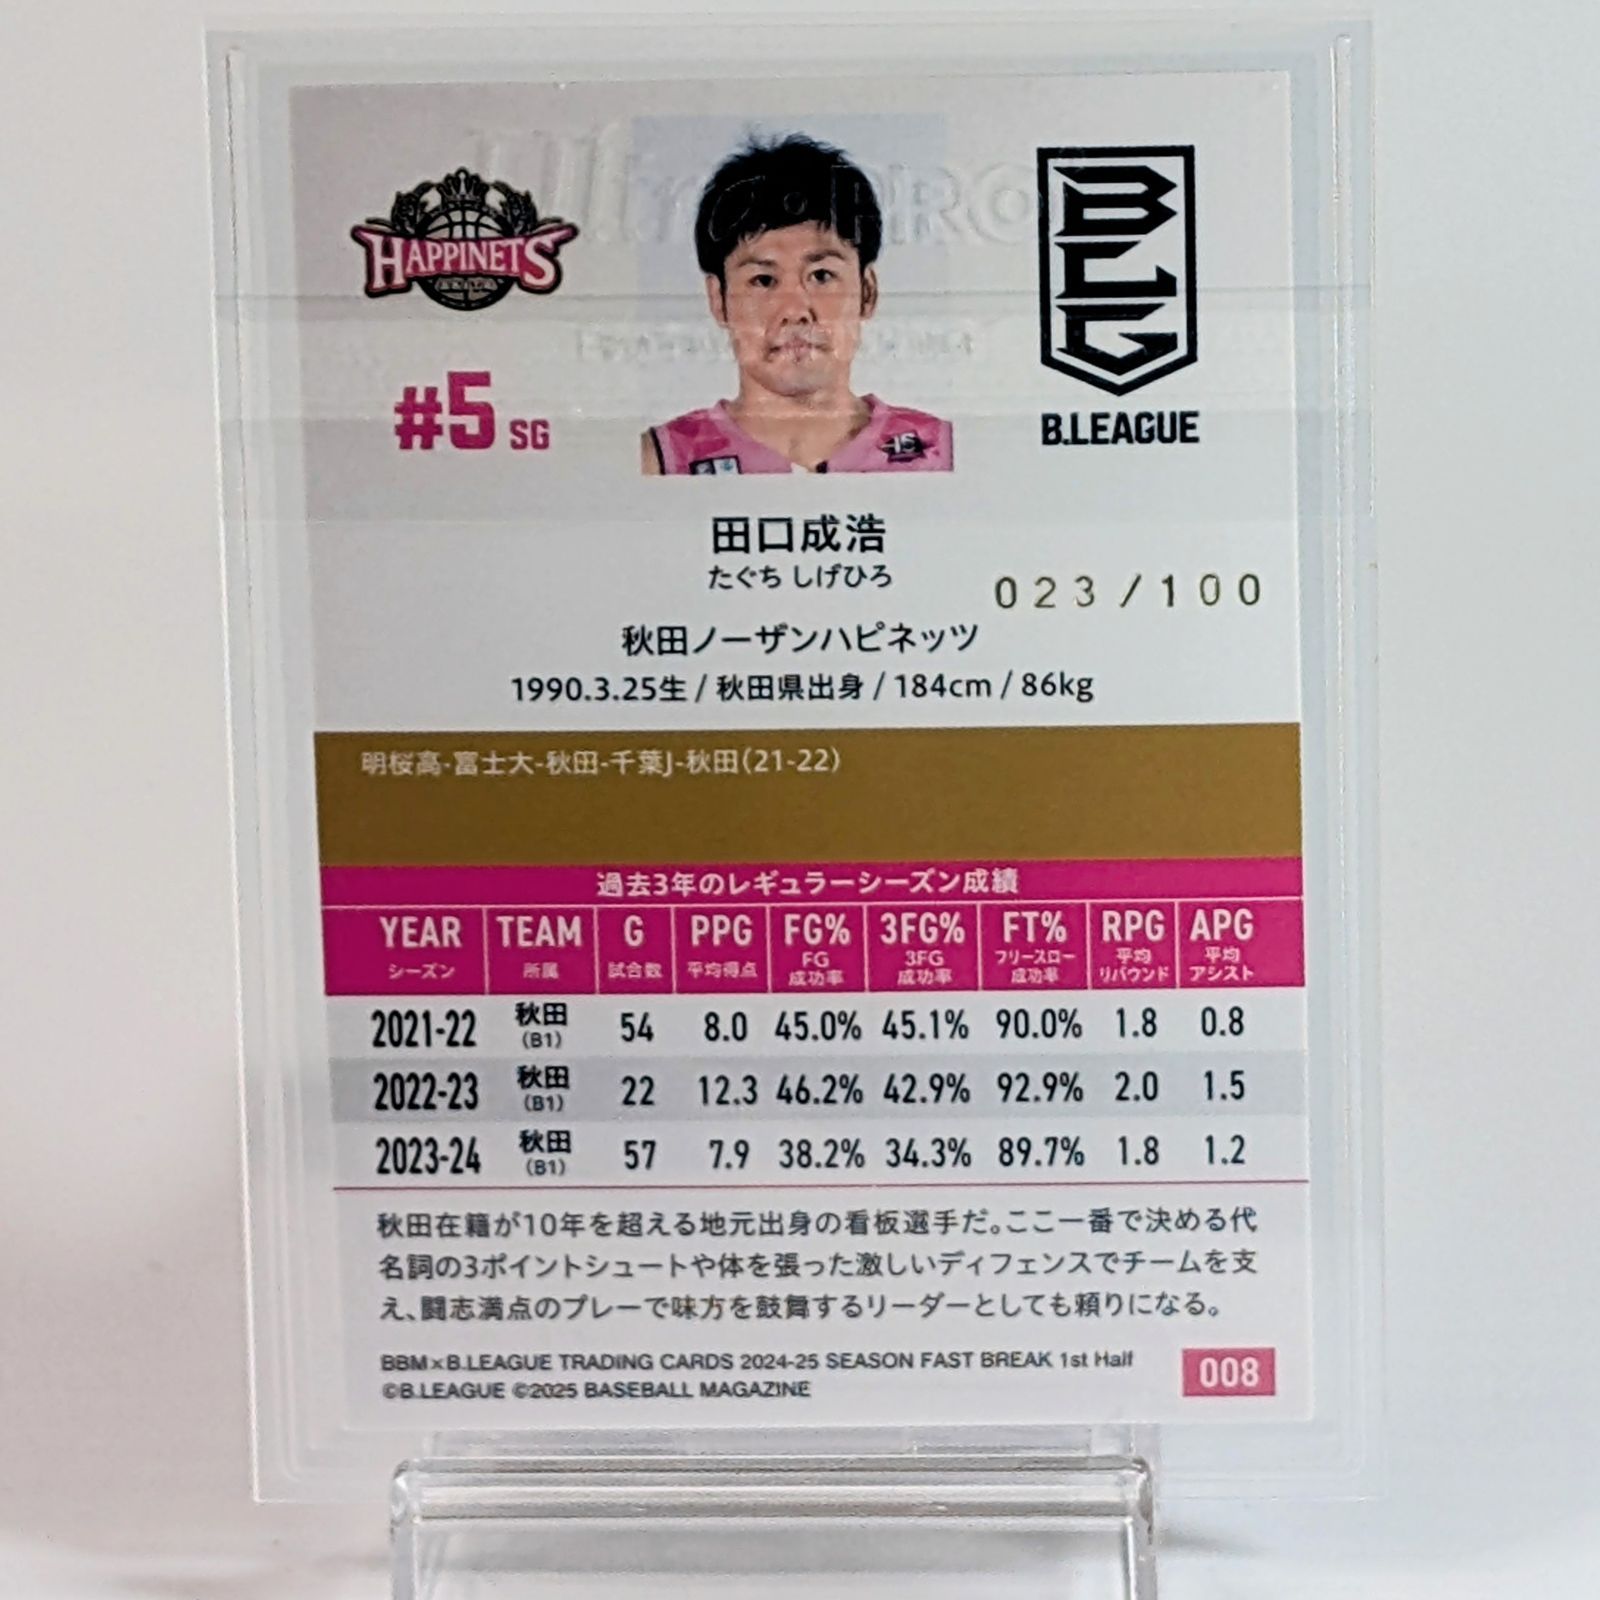 Ultra•PRO
HAPPINETS
BLG
B.LEAGUE
#5 SG
田口成浩
たぐち しげひろ
023/100
秋田ノーザンハピネッツ
1990.3.25生 / 秋田県出身 / 184cm / 86kg
明桜高-富士大-秋田-千葉J-秋田(21-22)
過去3年のレギュラーシーズン成績
YEAR TEAM G PPG FG% 3FG% FT% RPG APG
シーズン 所属 試合数 平均得点 FG成功率 3FG成功率 フリースロー成功率 平均リバウンド 平均アシスト
2021-22 秋田(B1) 54 8.0 45.0% 45.1% 90.0% 1.8 0.8
2022-23 秋田(B1) 22 12.3 46.2% 42.9% 92.9% 2.0 1.5
2023-24 秋田(B1) 57 7.9 38.2% 34.3% 89.7% 1.8 1.2
秋田在籍が10年を超える地元出身の看板選手だ。ここ一番で決める代
名詞の3ポイントシュートや体を張った激しいディフェンスでチームを支
え、闘志満点のプレーで味方を鼓舞するリーダーとしても頼りになる。
BBM×B.LEAGUE TRADING CARDS 2024-25 SEASON FAST BREAK 1st Half
©B.LEAGUE ©2025 BASEBALL MAGAZINE
008